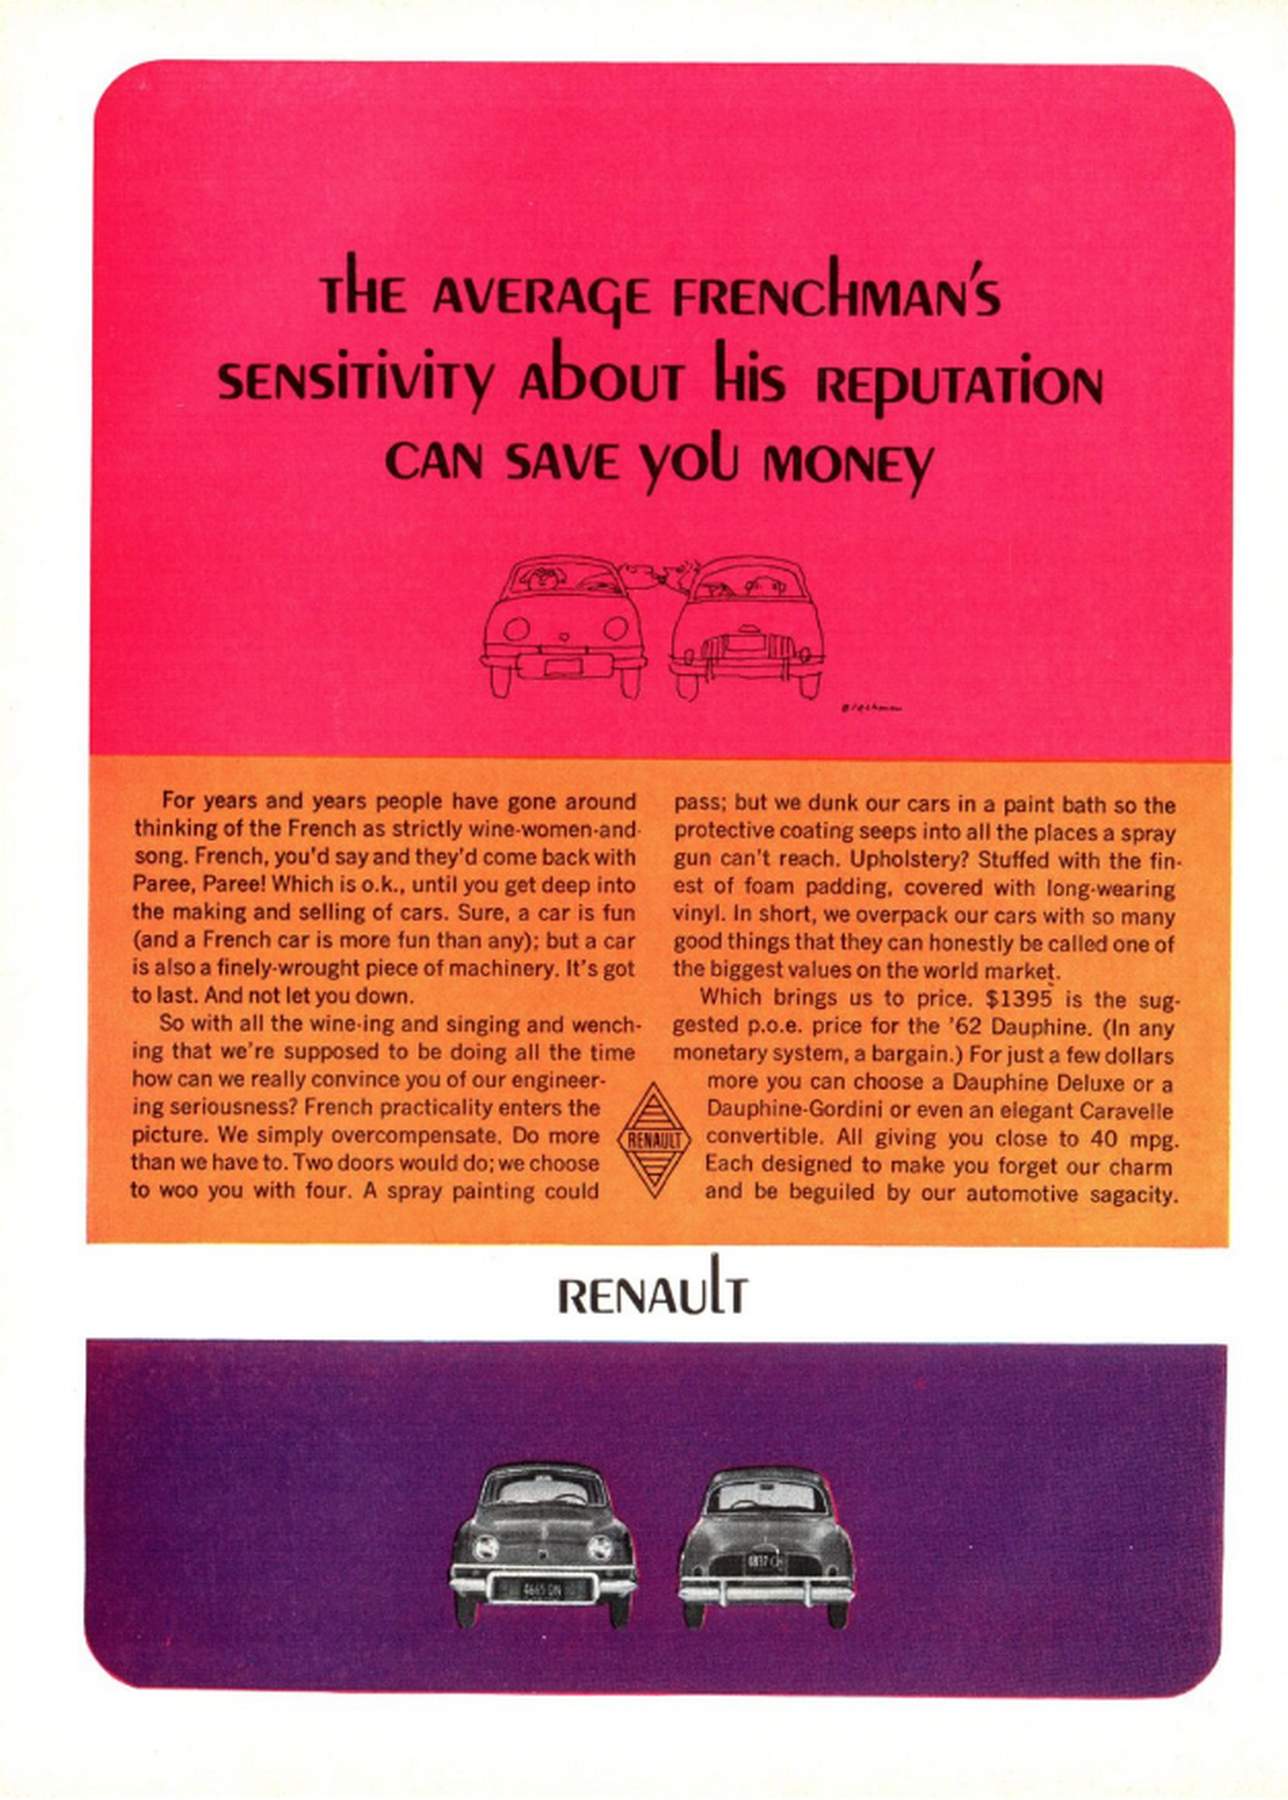 THE AVERAGE FRENCHMAN'S
SENSITIVITY ABOUT HIS REPUTATION
CAN SAVE YOU MONEY
Blechman
For years and years people have gone around
thinking of the French as strictly wine-women-and-
song. French, you'd say and they'd come back with
Paree, Paree! Which is o.k., until you get deep into
the making and selling of cars. Sure, a car is fun
(and a French car is more fun than any); but a car
is also a finely-wrought piece of machinery. It's got
to last. And not let you down.
So with all the wine-ing and singing and wench-
ing that we're supposed to be doing all the time
how can we really convince you of our engineer-
ing seriousness? French practicality enters the
picture. We simply overcompensate. Do more
than we have to. Two doors would do; we choose
to woo you with four. A spray painting could
pass; but we dunk our cars in a paint bath so the
protective coating seeps into all the places a spray
gun can't reach. Upholstery? Stuffed with the fin-
est of foam padding, covered with long-wearing
vinyl. In short, we overpack our cars with so many
good things that they can honestly be called one of
the biggest values on the world market.
Which brings us to price. $1395 is the sug-
gested p.o.e. price for the '62 Dauphine. (In any
monetary system, a bargain.) For just a few dollars
more you can choose a Dauphine Deluxe or a
Dauphine-Gordini or even an elegant Caravelle
convertible. All giving you close to 40 mpg.
Each designed to make you forget our charm
and be beguiled by our automotive sagacity.
RENAULT
RENAULT
4665 DN